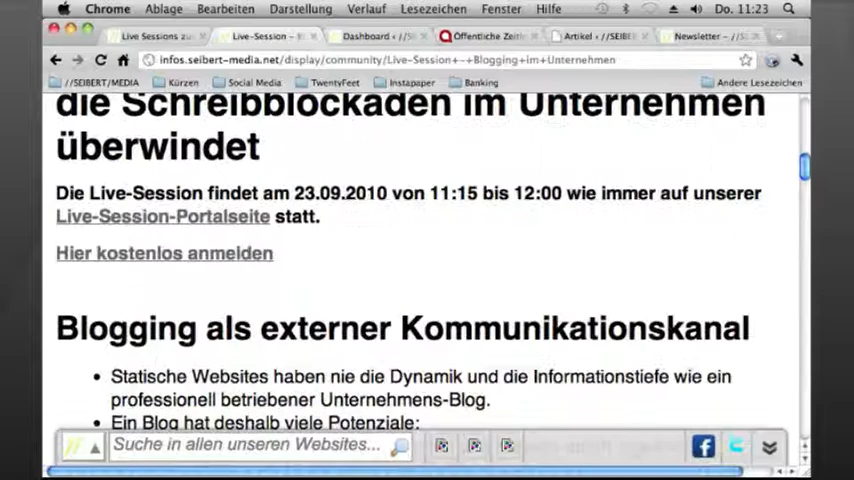 Chrome Ablage Bearbeiten Darstellung Verlauf Lesezeichen Fenster Hilfe Do. 11:23
Live Sessions zu Live-Session – Dashboard ‹ //S Öffentliche Zeit Artikel ‹ //SEIBE Newsletter – //S
infos.seibert-media.net/display/community/Live-Session+-+Blogging+im+Unternehmen
//SEIBERT/MEDIA Kürzen Social Media TwentyFeet Instapaper Banking Andere Lesezeichen
die Schreibblockaden im Unternehmen
überwindet
Die Live-Session findet am 23.09.2010 von 11:15 bis 12:00 wie immer auf unserer
Live-Session-Portalseite statt.
Hier kostenlos anmelden
Blogging als externer Kommunikationskanal
• Statische Websites haben nie die Dynamik und die Informationstiefe wie ein
professionell betriebener Unternehmens-Blog.
• Ein Blog hat deshalb viele Potenziale:
Suche in allen unseren Websites...